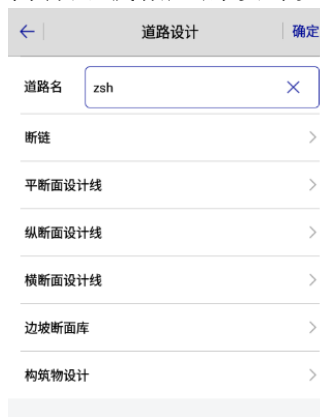 道路设计
确定
道路名 zsh
断链
平断面设计线
纵断面设计线
横断面设计线
边坡断面库
构筑物设计